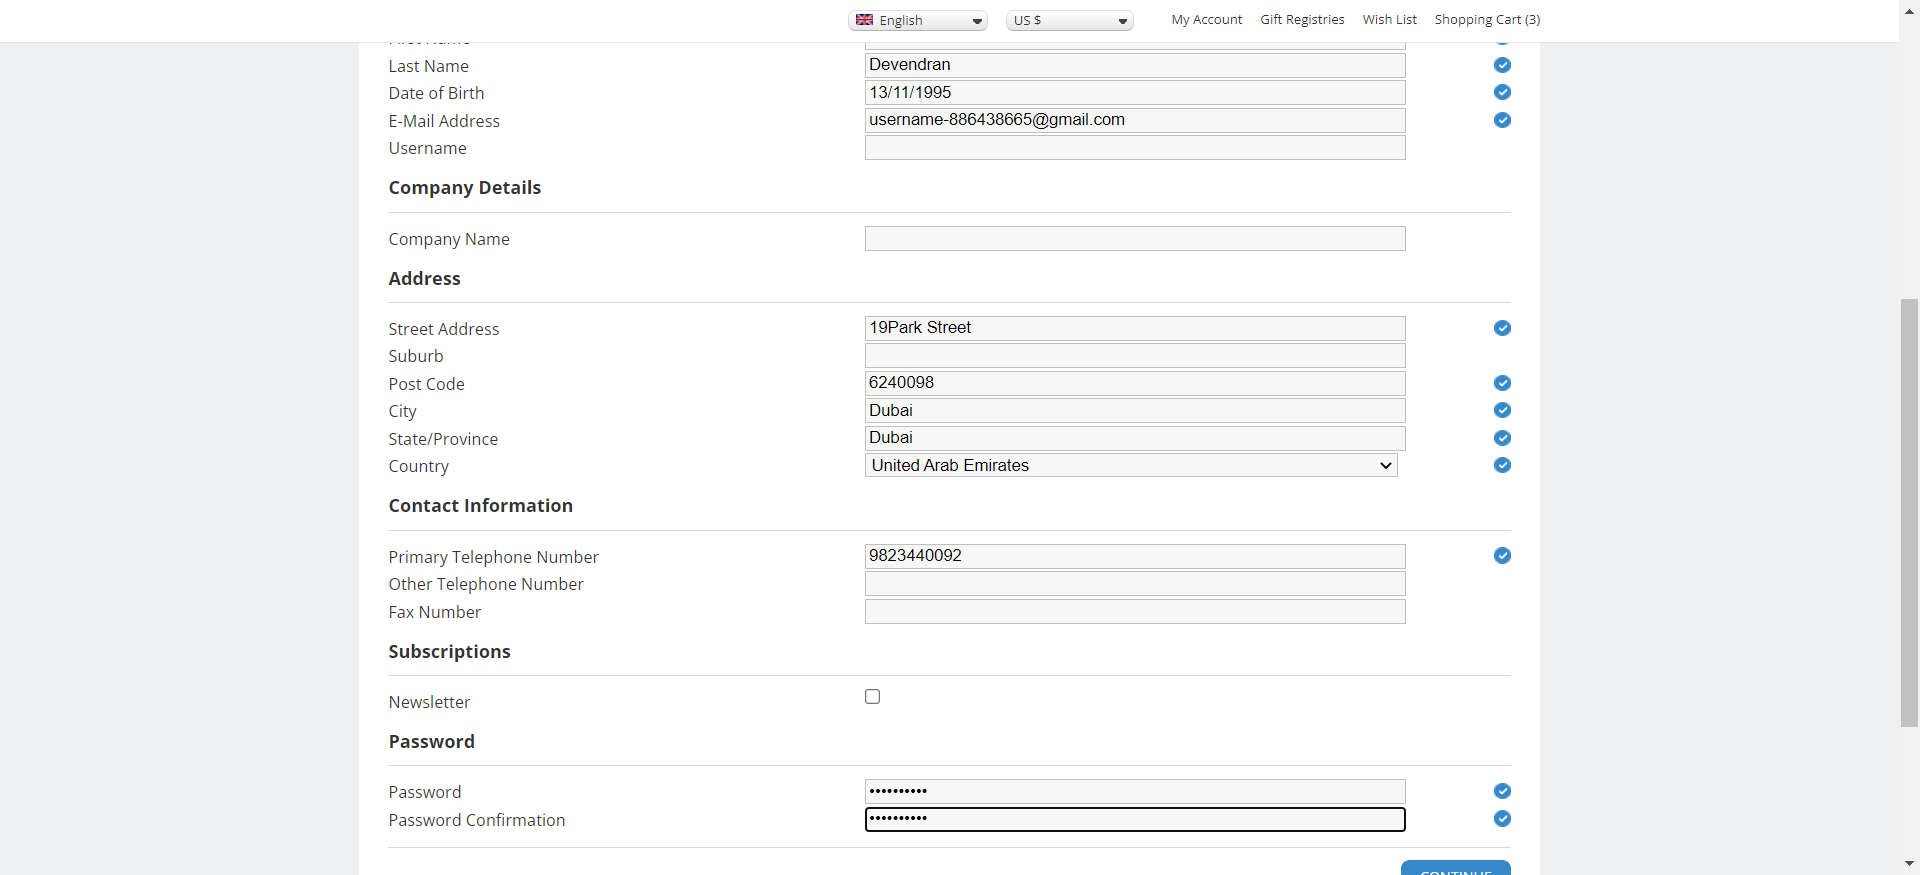 English US $ My Account Gift Registries Wish List Shopping Cart (3)
Last Name Devendran
Date of Birth 13/11/1995
E-Mail Address username-886438665@gmail.com
Username
Company Details
Company Name
Address
Street Address 19Park Street
Suburb
Post Code 6240098
City Dubai
State/Province Dubai
Country United Arab Emirates
Contact Information
Primary Telephone Number 9823440092
Other Telephone Number
Fax Number
Subscriptions
Newsletter
Password
Password ••••••••••
Password Confirmation ••••••••••
CONTINUE